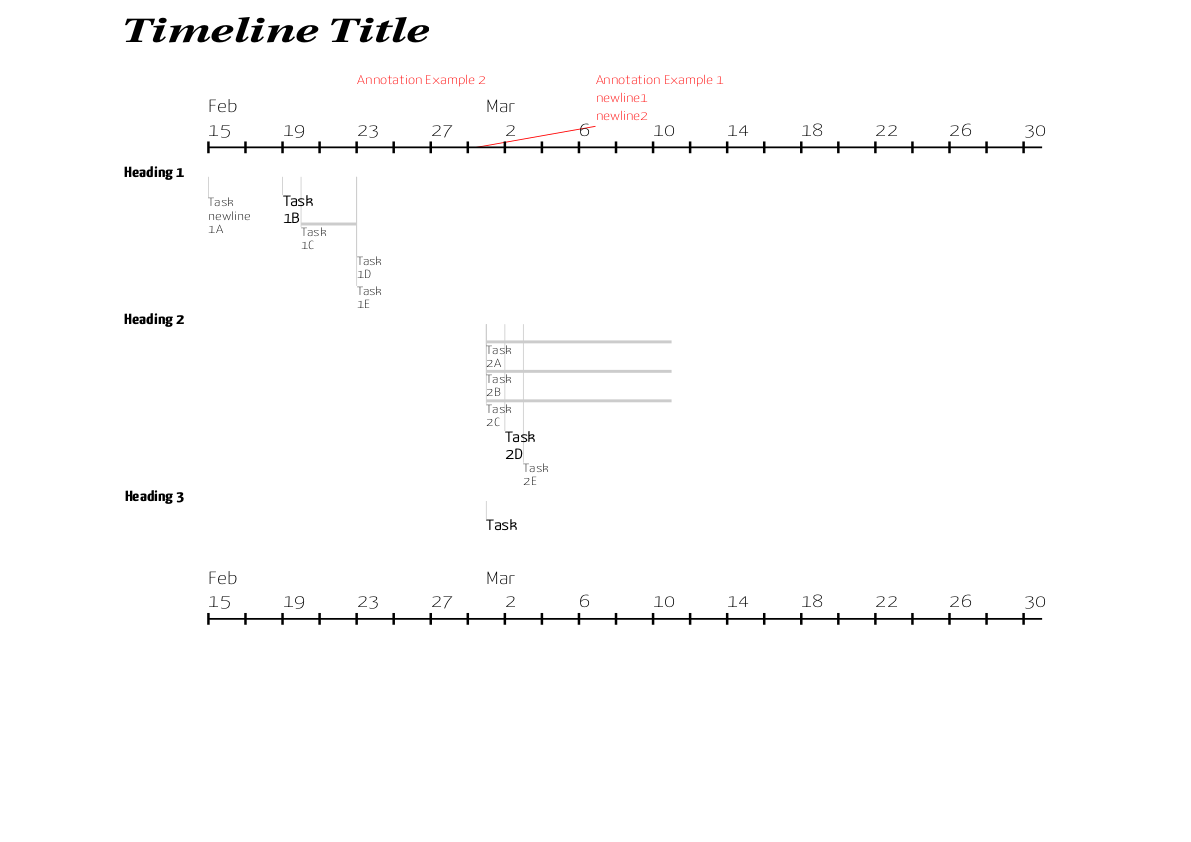 Timeline Title
Annotation Example 2
Annotation Example 1
newline1
newline2
Feb
Mar
15 19 23 27 2 6 10 14 18 22 26 30
Heading 1
Task
newline
1A
Task
1B
Task
1C
Task
1D
Task
1E
Heading 2
Task
2A
Task
2B
Task
2C
Task
2D
Task
2E
Heading 3
Task
Feb
Mar
15 19 23 27 2 6 10 14 18 22 26 30